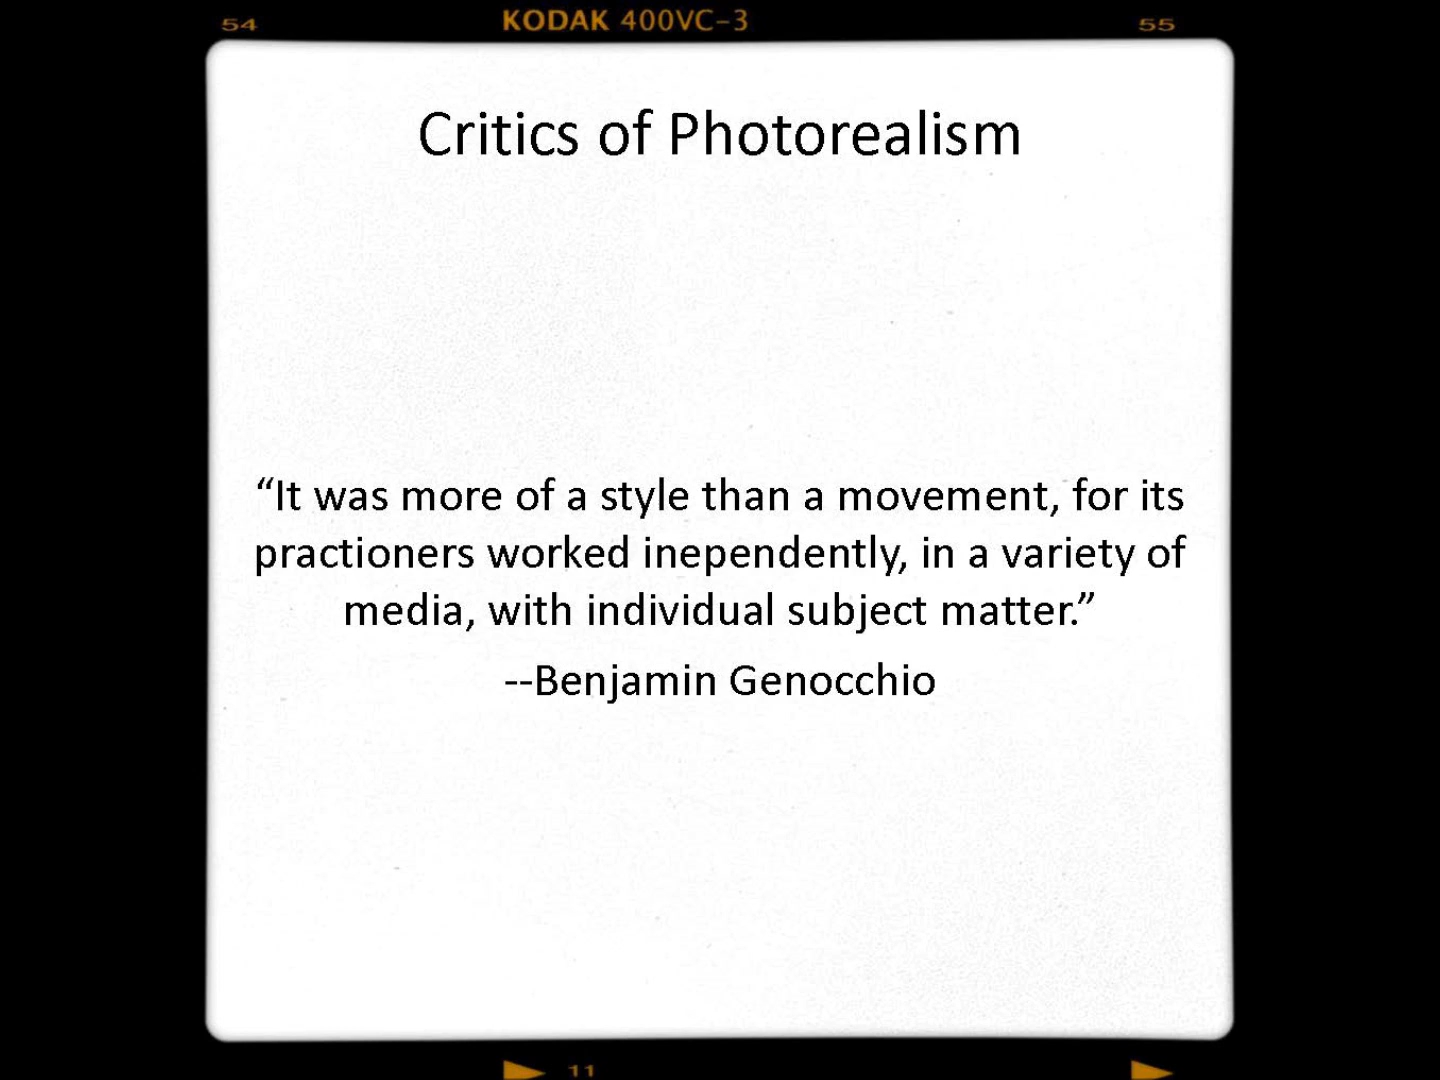 54 KODAK 400VC-3 55
Critics of Photorealism
“It was more of a style than a movement, for its
practioners worked inependently, in a variety of
media, with individual subject matter.”
--Benjamin Genocchio
11